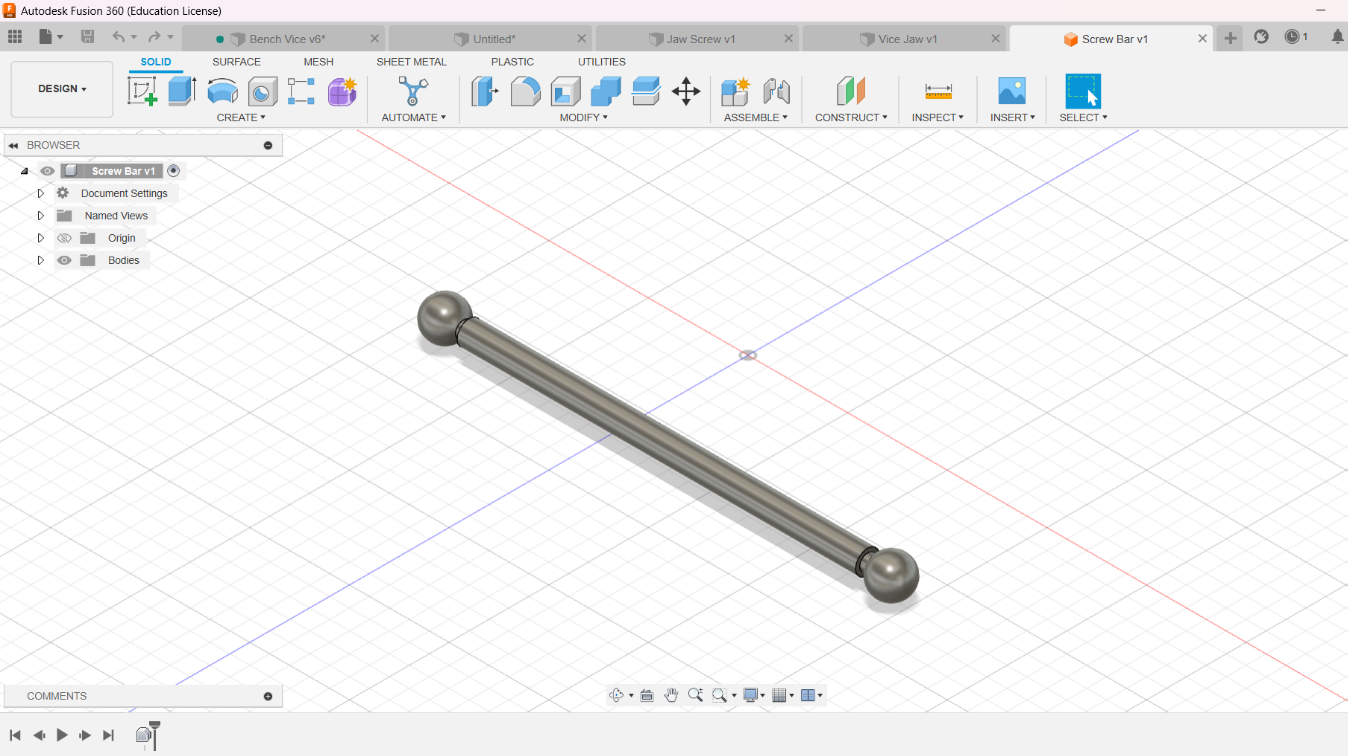 Autodesk Fusion 360 (Education License)
Bench Vice v6*
Untitled*
Jaw Screw v1
Vice Jaw v1
Screw Bar v1
1
SOLID
SURFACE
MESH
SHEET METAL
PLASTIC
UTILITIES
DESIGN
CREATE
AUTOMATE
MODIFY
ASSEMBLE
CONSTRUCT
INSPECT
INSERT
SELECT
BROWSER
Screw Bar v1
Document Settings
Named Views
Origin
Bodies
COMMENTS